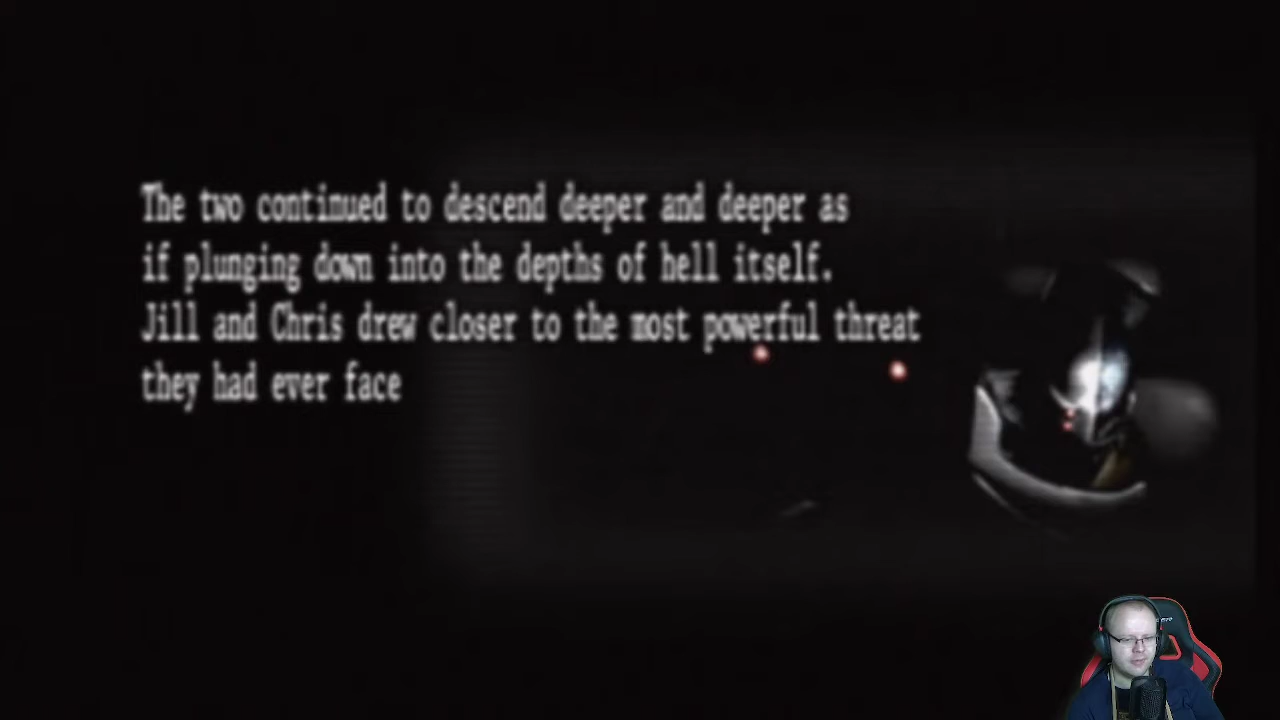 The two continued to descend deeper and deeper as
if plunging down into the depths of hell itself.
Jill and Chris drew closer to the most powerful threat
they had ever face